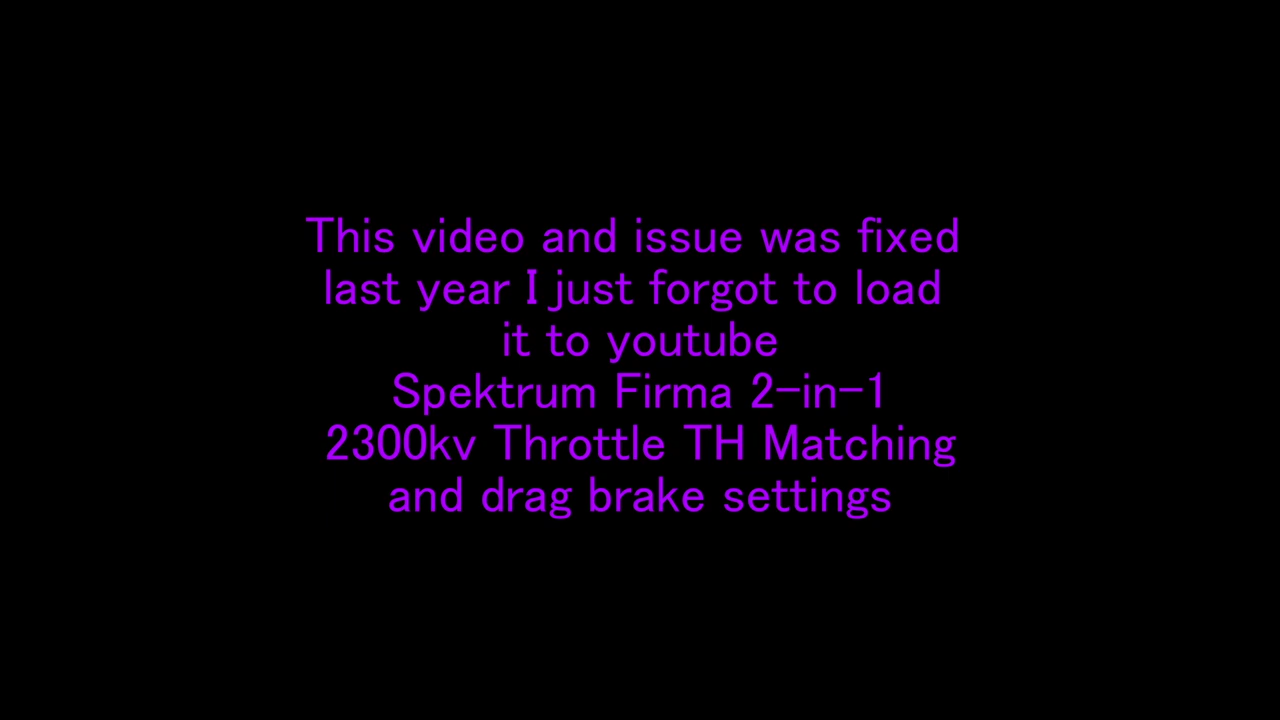 This video and issue was fixed
last year I just forgot to load
it to youtube
Spektrum Firma 2-in-1
2300kv Throttle TH Matching
and drag brake settings